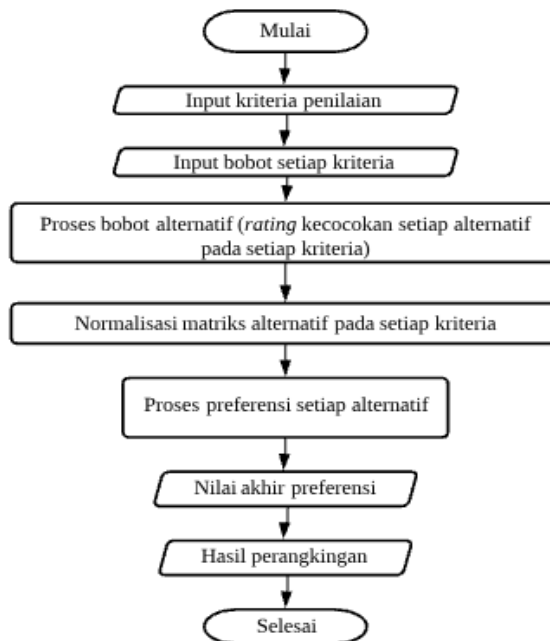 Mulai
Input kriteria penilaian
Input bobot setiap kriteria
Proses bobot alternatif (rating kecocokan setiap alternatif
pada setiap kriteria)
Normalisasi matriks alternatif pada setiap kriteria
Proses preferensi setiap alternatif
Nilai akhir preferensi
Hasil perangkingan
Selesai